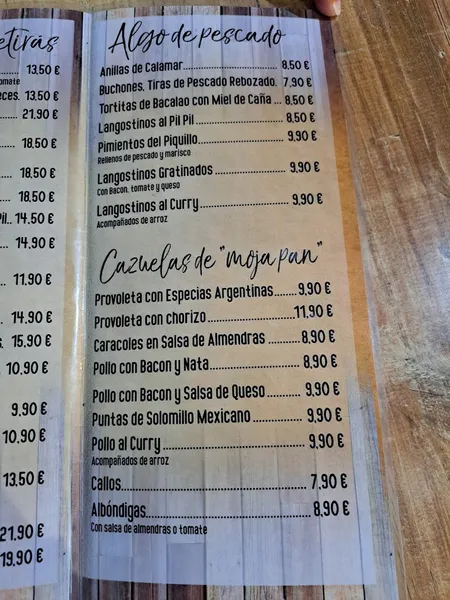 etiras
13,50 €
omate
eces. 13,50 €
21,90 €
18,50 €
18,50 €
18,50 €
Pil.. 14,50 €
14,90 €
11,90 €
14,90 €
s. 15,90 €
10,90 €
9,90 €
10,90 €
13,50 €
21,90 €
19,90 €
Algo de pescado
Anillas de Calamar.................. 8,50 €
Buchones, Tiras de Pescado Rebozado. 7,90 €
Tortitas de Bacalao con Miel de Caña ... 8,50 €
Langostinos al Pil Pil .................. 8,50 €
Pimientos del Piquillo.................. 9,90 €
Rellenos de pescado y marisco
Langostinos Gratinados .................. 9,90 €
Con Bacon, tomate y queso
Langostinos al Curry.................. 9,90 €
Acompañados de arroz
Cazuelas de "moja pan"
Provoleta con Especias Argentinas........ 9,90 €
Provoleta con chorizo .................. 11,90 €
Caracoles en Salsa de Almendras ........... 8,90 €
Pollo con Bacon y Nata.................. 8,90 €
Pollo con Bacon y Salsa de Queso ........... 9,90 €
Puntas de Solomillo Mexicano ............. 9,90 €
Pollo al Curry .................. 9,90 €
Acompañados de arroz
Callos.................. 7,90 €
Albóndigas.................. 8,90 €
Con salsa de almendras o tomate